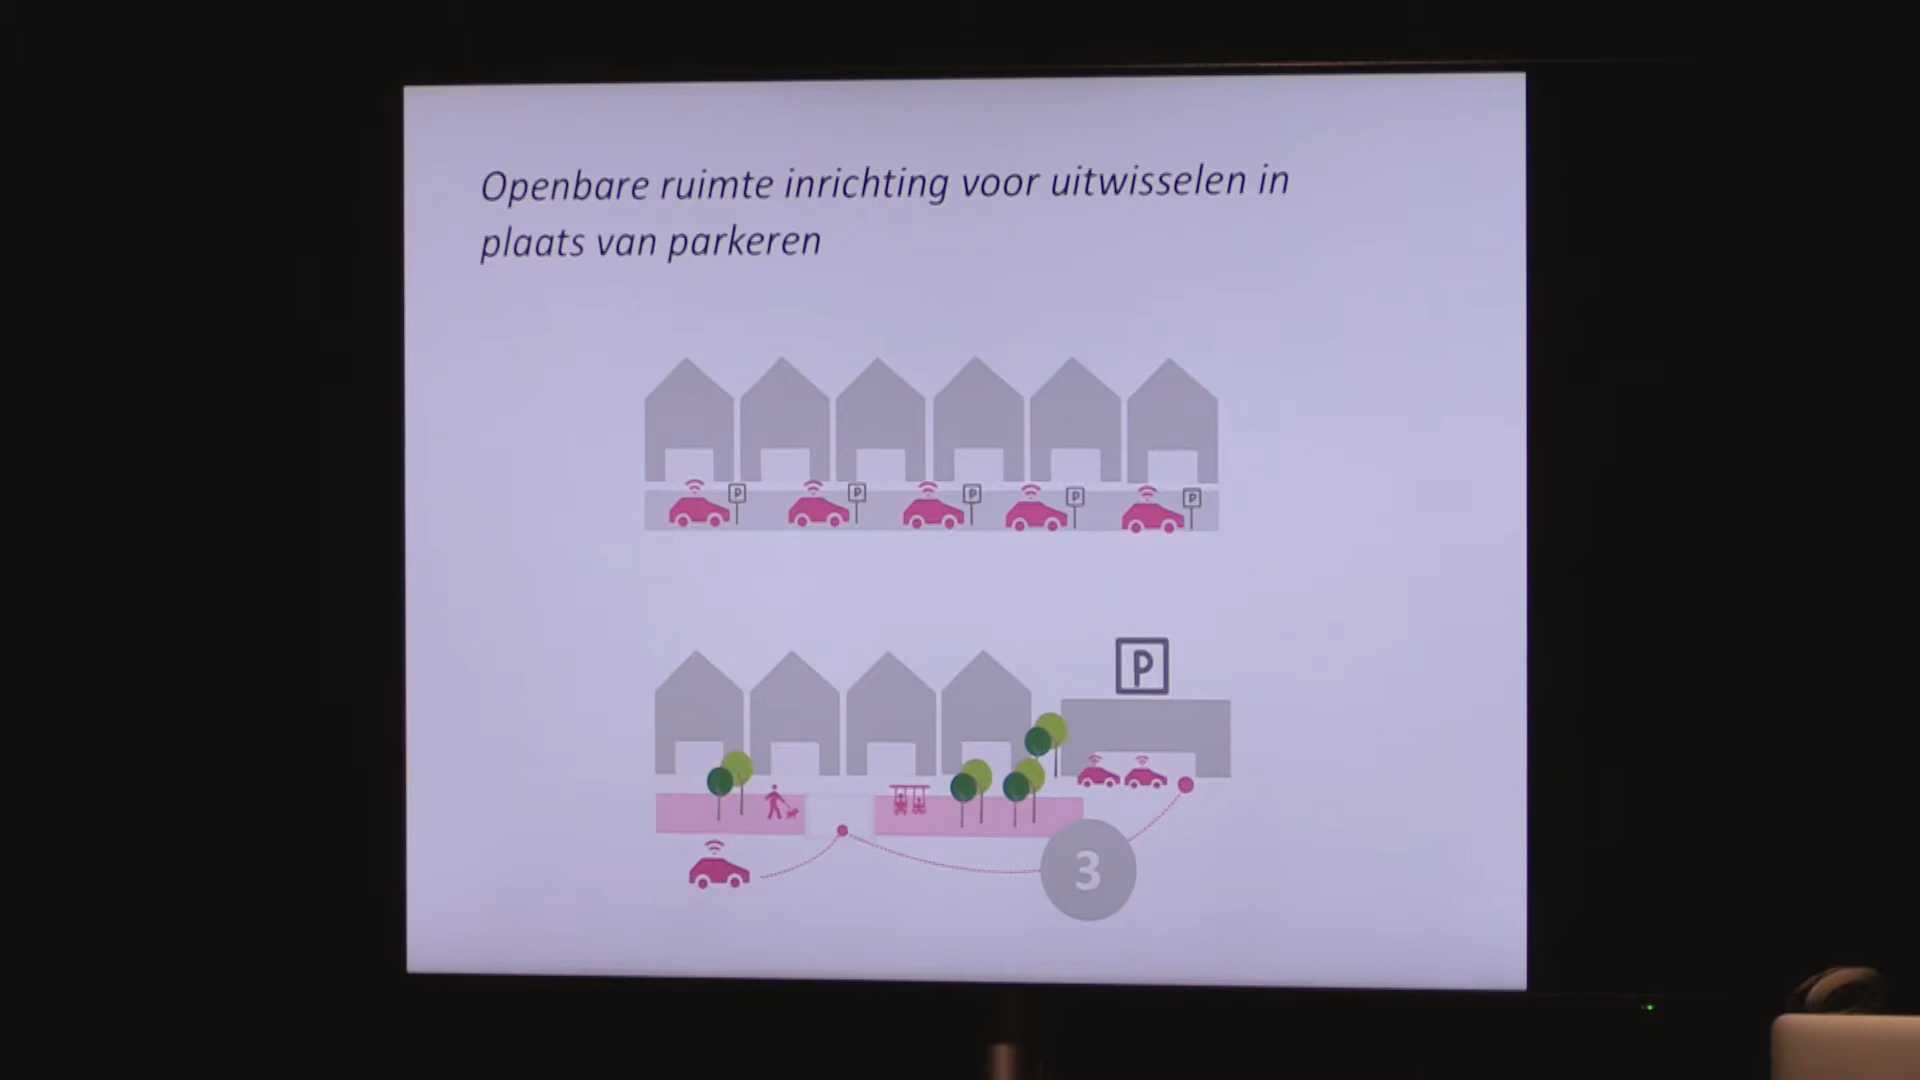 Openbare ruimte inrichting voor uitwisselen in
plaats van parkeren
P P P P P
P
3